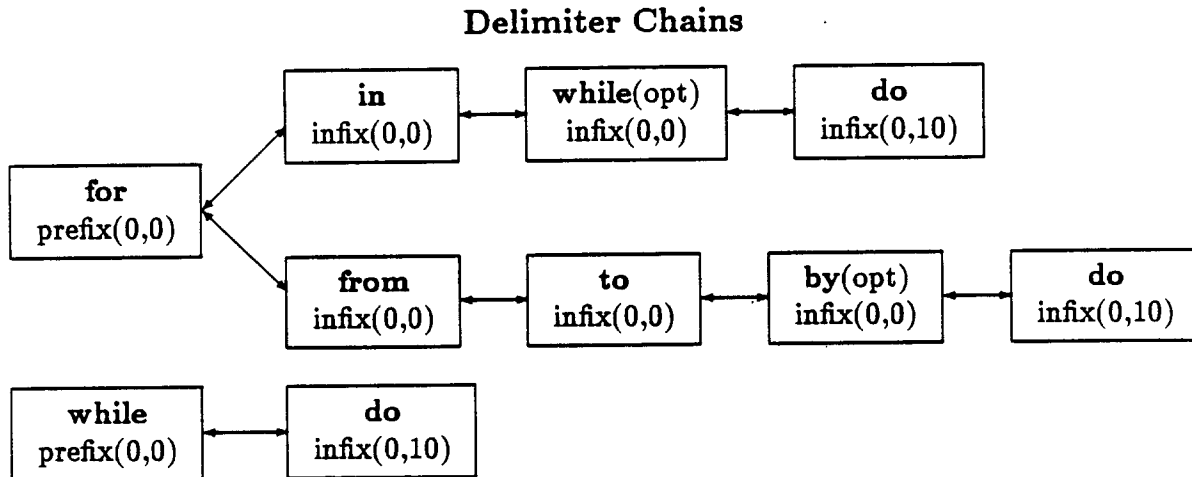 Delimiter Chains
in
infix(0,0)
while(opt)
infix(0,0)
do
infix(0,10)
for
prefix(0,0)
from
infix(0,0)
to
infix(0,0)
by(opt)
infix(0,0)
do
infix(0,10)
while
prefix(0,0)
do
infix(0,10)